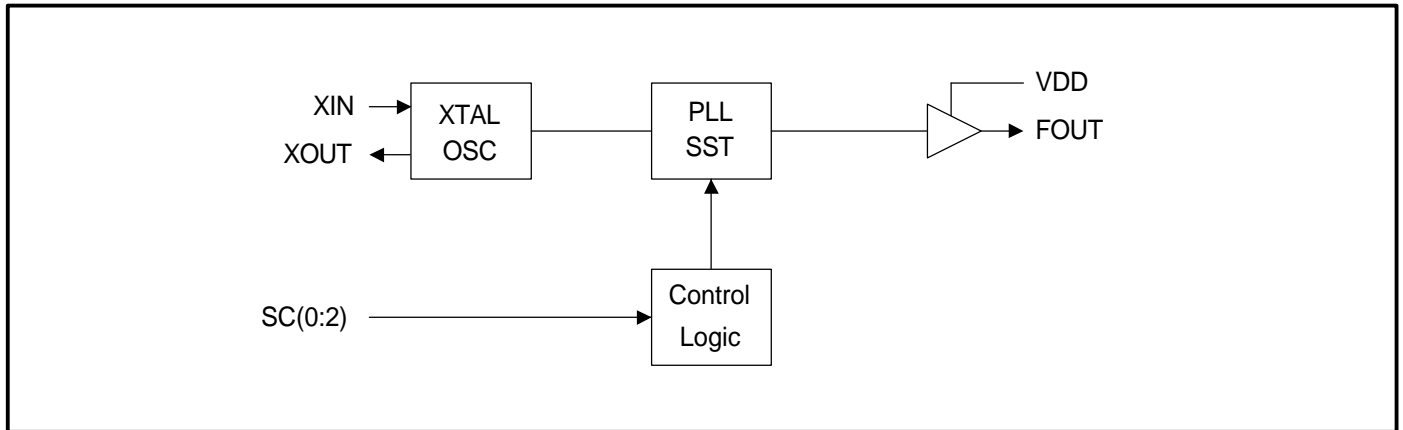 XIN
XOUT
XTAL
OSC
PLL
SST
VDD
FOUT
SC(0:2)
Control
Logic